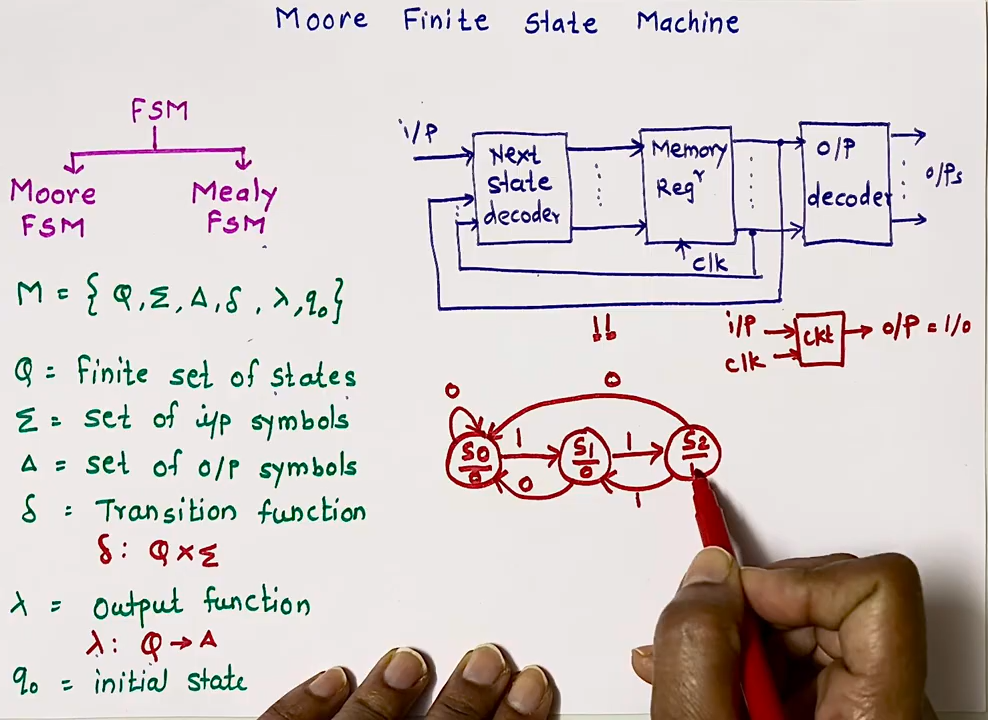 Moore Finite State Machine
FSM
Moore FSM
Mealy FSM
M = { Q, Σ, Δ, δ, λ, q₀ }
Q = Finite set of states
Σ = set of i/p symbols
Δ = set of o/p symbols
δ = Transition function
δ: Q × Σ
λ = Output function
λ: Q → Δ
q₀ = initial state
i/P
Next state decoder
Memory Regʳ
clk
O/P decoder
O/Ps
!!
i/P
clk
ckt
O/P = 1/0
0
0
S0
0
1
S1
0
1
S2
1
0
1